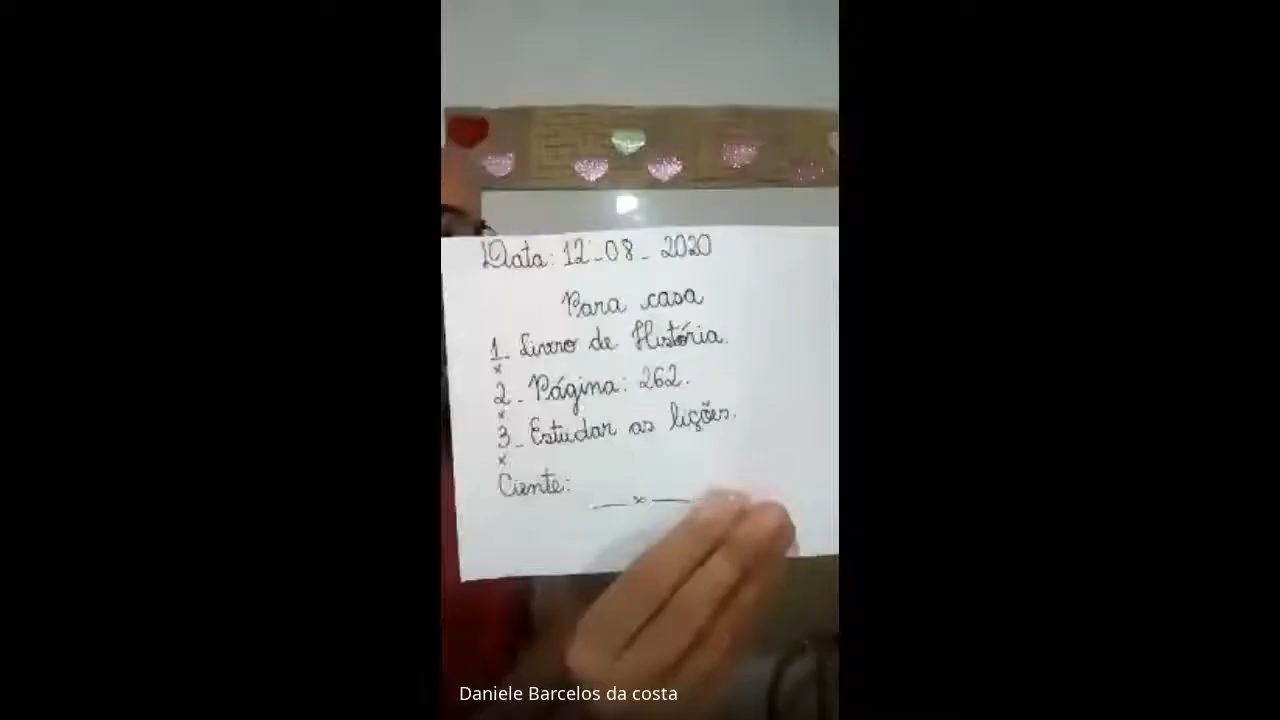 Data: 12-08-2020
Para casa
1- Livro de História.
x
2- Página: 262.
x
3- Estudar as lições.
x
Ciente:
__x__
Daniele Barcelos da costa